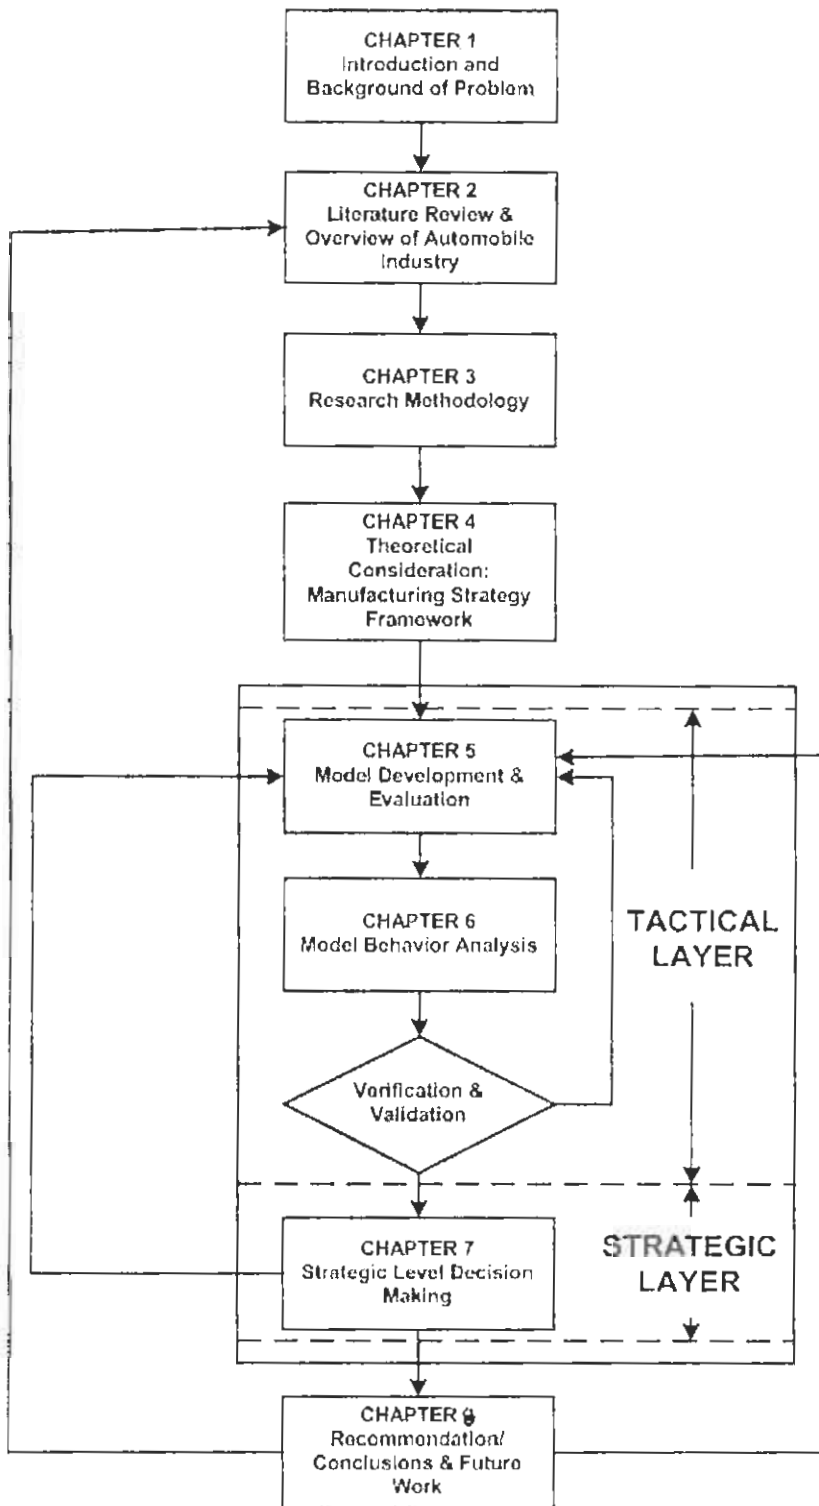 CHAPTER 1
Introduction and
Background of Problem
CHAPTER 2
Literature Review &
Overview of Automobile
Industry
CHAPTER 3
Research Methodology
CHAPTER 4
Theoretical
Consideration:
Manufacturing Strategy
Framework
CHAPTER 5
Model Development &
Evaluation
CHAPTER 6
Model Behavior Analysis
TACTICAL
LAYER
Verification &
Validation
CHAPTER 7
Strategic Level Decision
Making
STRATEGIC
LAYER
CHAPTER
Recommendation/
Conclusions & Future
Work